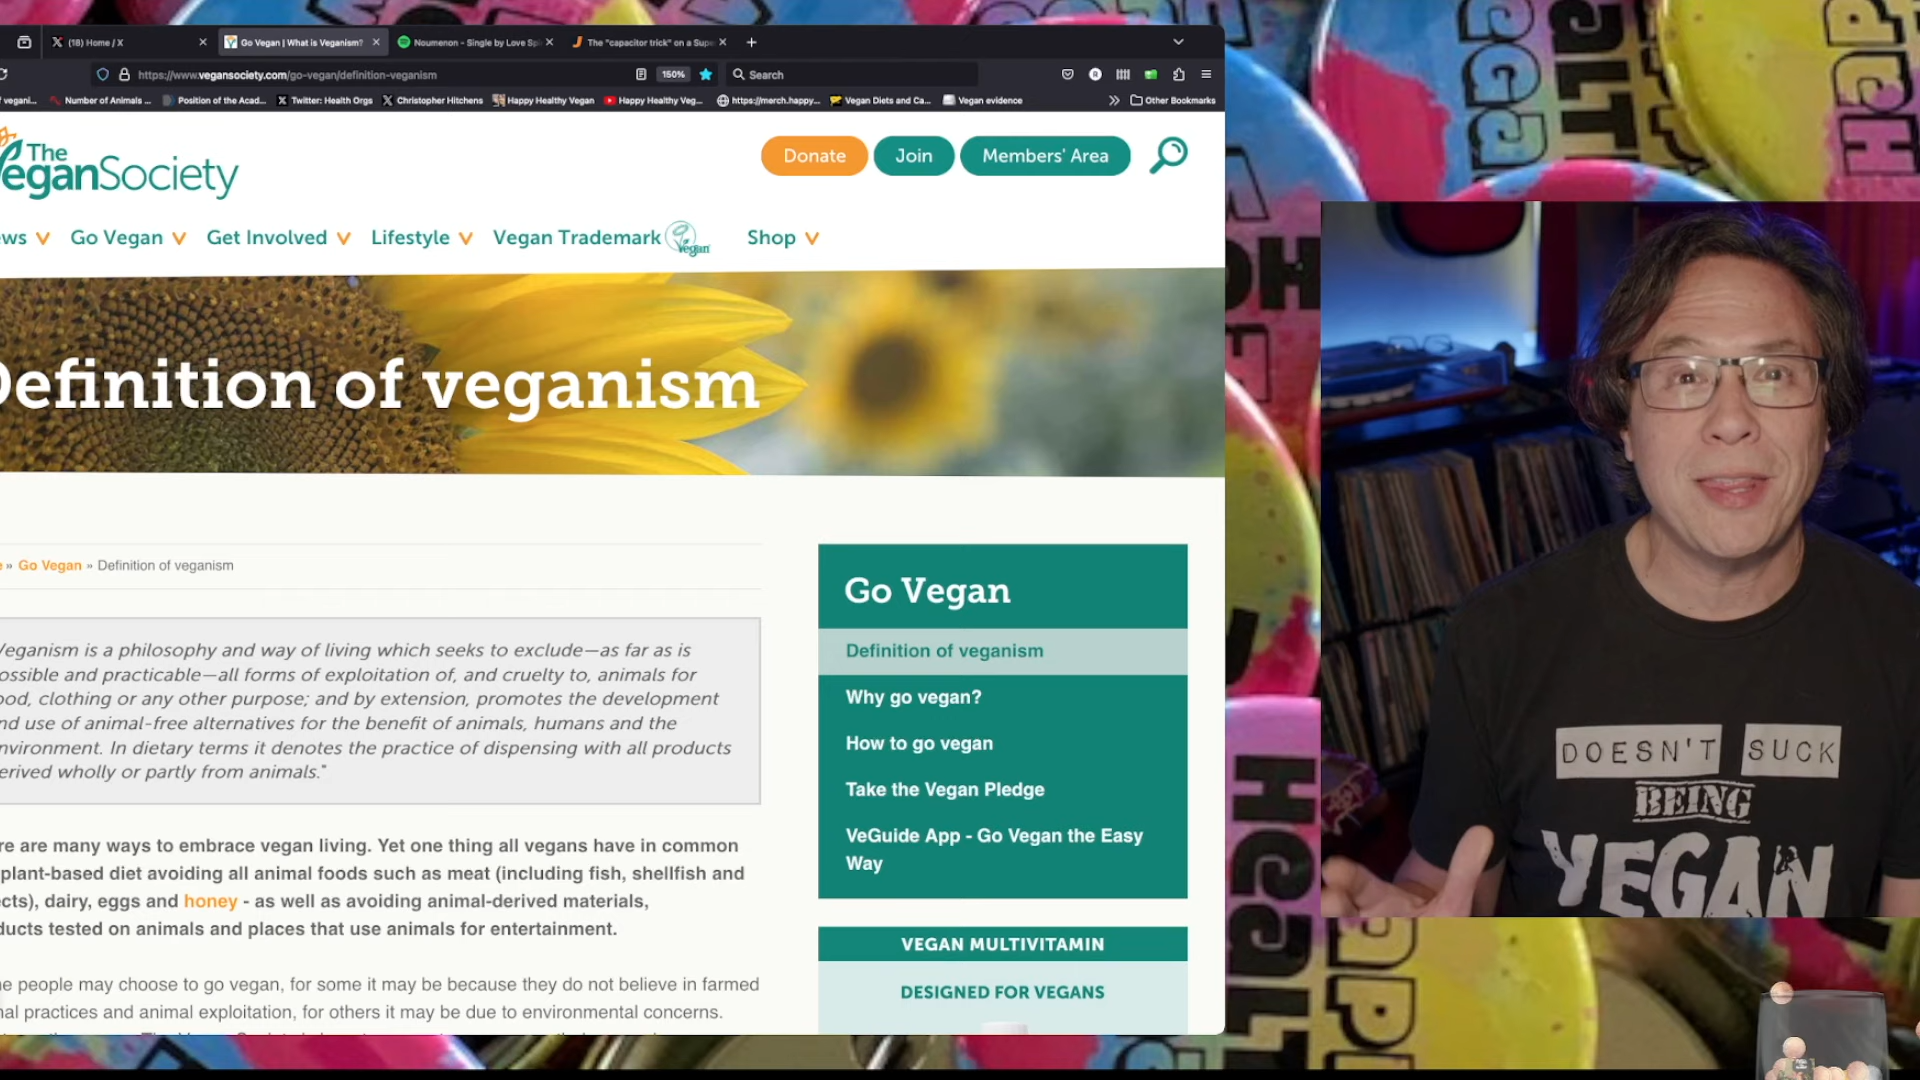 (18) Home / X
Go Vegan | What is Veganism?
Noumenon - Single by Love Sp
The "capacitor trick" on a Supe
https://www.vegansociety.com/go-vegan/definition-veganism
150%
Search
f vegani...
Number of Animals ...
Position of the Acad...
Twitter: Health Orgs
Christopher Hitchens
Happy Healthy Vegan
Happy Healthy Veg...
https://merch.happy...
Vegan Diets and Ca...
Vegan evidence
Other Bookmarks
The
eganSociety
Donate
Join
Members' Area
ws
Go Vegan
Get Involved
Lifestyle
Vegan Trademark
Vegan
Shop
Definition of veganism
e » Go Vegan » Definition of veganism
Veganism is a philosophy and way of living which seeks to exclude—as far as is
ossible and practicable—all forms of exploitation of, and cruelty to, animals for
ood, clothing or any other purpose; and by extension, promotes the development
nd use of animal-free alternatives for the benefit of animals, humans and the
nvironment. In dietary terms it denotes the practice of dispensing with all products
erived wholly or partly from animals."
re are many ways to embrace vegan living. Yet one thing all vegans have in common
plant-based diet avoiding all animal foods such as meat (including fish, shellfish and
cts), dairy, eggs and honey - as well as avoiding animal-derived materials,
ducts tested on animals and places that use animals for entertainment.
e people may choose to go vegan, for some it may be because they do not believe in farmed
al practices and animal exploitation, for others it may be due to environmental concerns.
Go Vegan
Definition of veganism
Why go vegan?
How to go vegan
Take the Vegan Pledge
VeGuide App - Go Vegan the Easy
Way
VEGAN MULTIVITAMIN
DESIGNED FOR VEGANS
DOESN'T SUCK
BEING
VEGAN